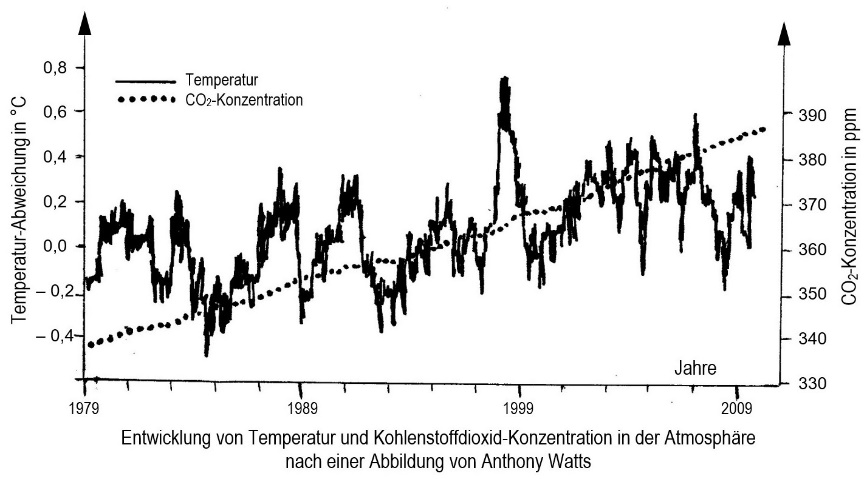 0,8
0,6
0,4
0,2
0,0
– 0,2
– 0,4
Temperatur-Abweichung in °C
Temperatur
CO₂-Konzentration
390
380
370
360
350
340
330
CO₂-Konzentration in ppm
Jahre
1979 1989 1999 2009
Entwicklung von Temperatur und Kohlenstoffdioxid-Konzentration in der Atmosphäre
nach einer Abbildung von Anthony Watts